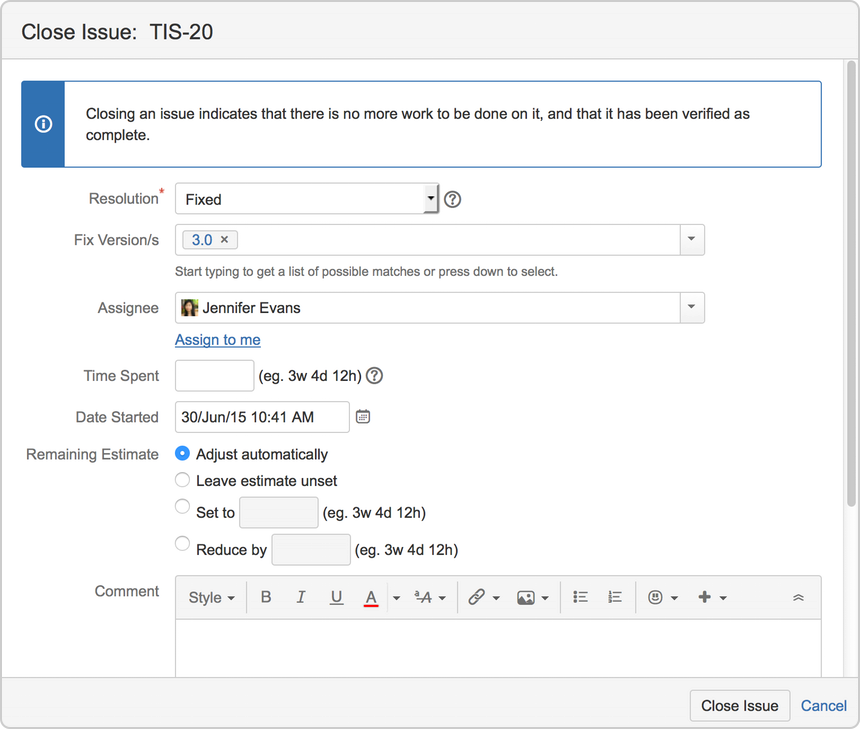 Close Issue: TIS-20
Closing an issue indicates that there is no more work to be done on it, and that it has been verified as
complete.
Resolution* Fixed
Fix Version/s 3.0 ×
Start typing to get a list of possible matches or press down to select.
Assignee Jennifer Evans
Assign to me
Time Spent (eg. 3w 4d 12h)
Date Started 30/Jun/15 10:41 AM
Remaining Estimate Adjust automatically
Leave estimate unset
Set to (eg. 3w 4d 12h)
Reduce by (eg. 3w 4d 12h)
Comment Style B I U A ªA
Close Issue Cancel